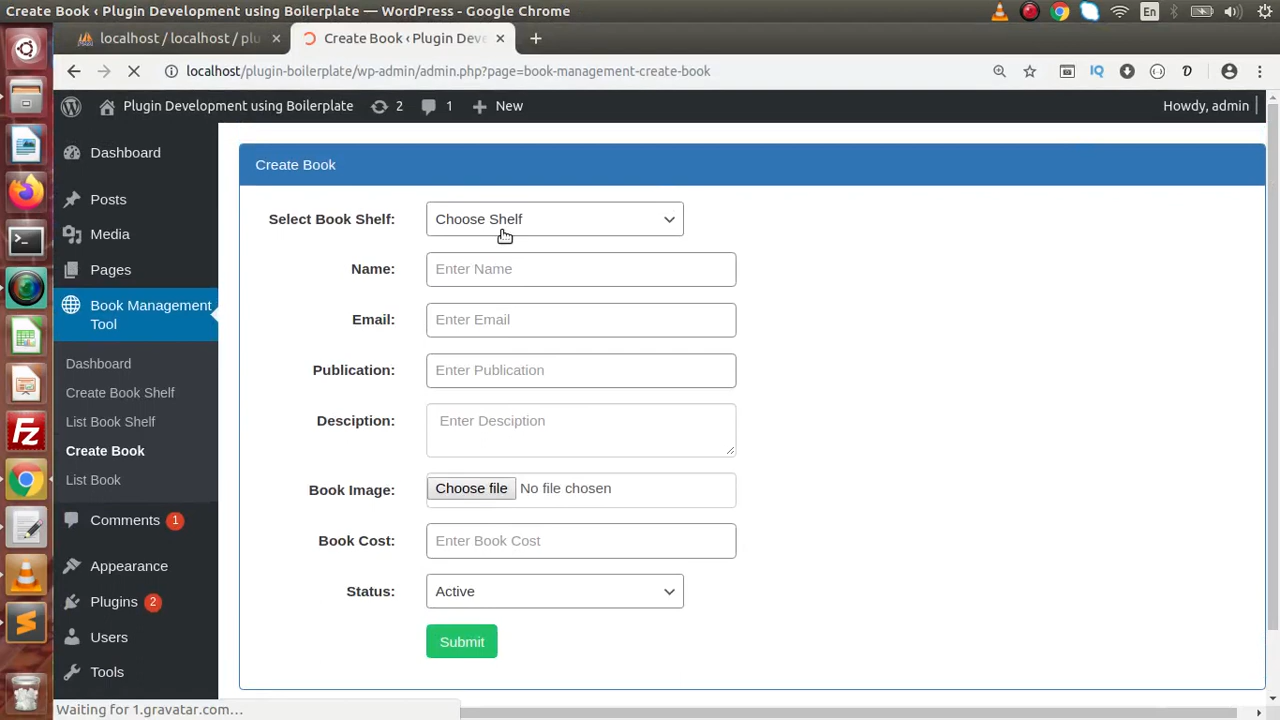 Create Book ‹ Plugin Development using Boilerplate — WordPress - Google Chrome
En
localhost / localhost / plu
Create Book ‹ Plugin Deve
localhost/plugin-boilerplate/wp-admin/admin.php?page=book-management-create-book
IQ
Plugin Development using Boilerplate 2 1 New Howdy, admin
Dashboard
Posts
Media
Pages
Book Management
Tool
Dashboard
Create Book Shelf
List Book Shelf
Create Book
List Book
Comments 1
Appearance
Plugins 2
Users
Tools
Create Book
Select Book Shelf: Choose Shelf
Name: Enter Name
Email: Enter Email
Publication: Enter Publication
Desciption: Enter Desciption
Book Image: Choose file No file chosen
Book Cost: Enter Book Cost
Status: Active
Submit
Waiting for 1.gravatar.com...